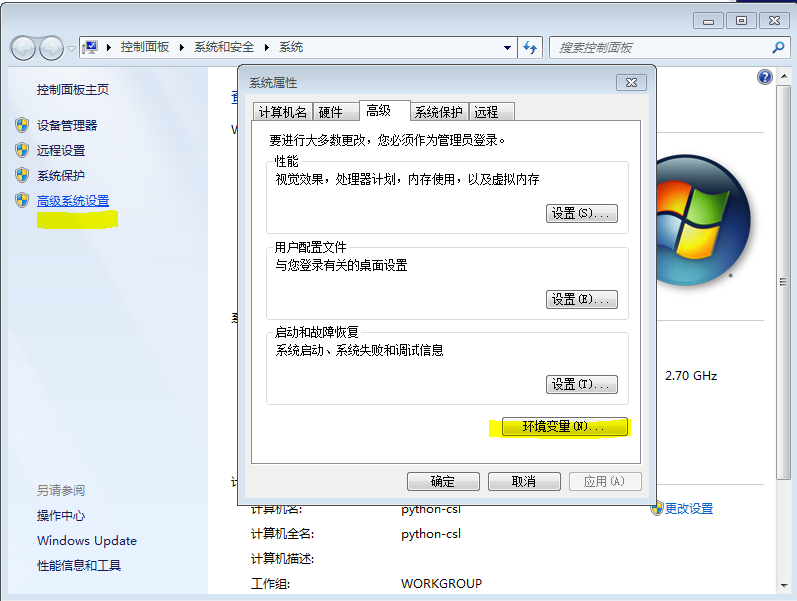 控制面板 ▸ 系统和安全 ▸ 系统
搜索控制面板
控制面板主页
设备管理器
远程设置
系统保护
高级系统设置
系统属性
计算机名 硬件 高级 系统保护 远程
要进行大多数更改，您必须作为管理员登录。
性能
视觉效果，处理器计划，内存使用，以及虚拟内存
设置(S)...
用户配置文件
与您登录有关的桌面设置
设置(E)...
启动和故障恢复
系统启动、系统失败和调试信息
设置(T)...
环境变量(N)...
确定 取消 应用(A)
2.70 GHz
计算机名: python-csl
更改设置
计算机全名: python-csl
计算机描述:
工作组: WORKGROUP
另请参阅
操作中心
Windows Update
性能信息和工具